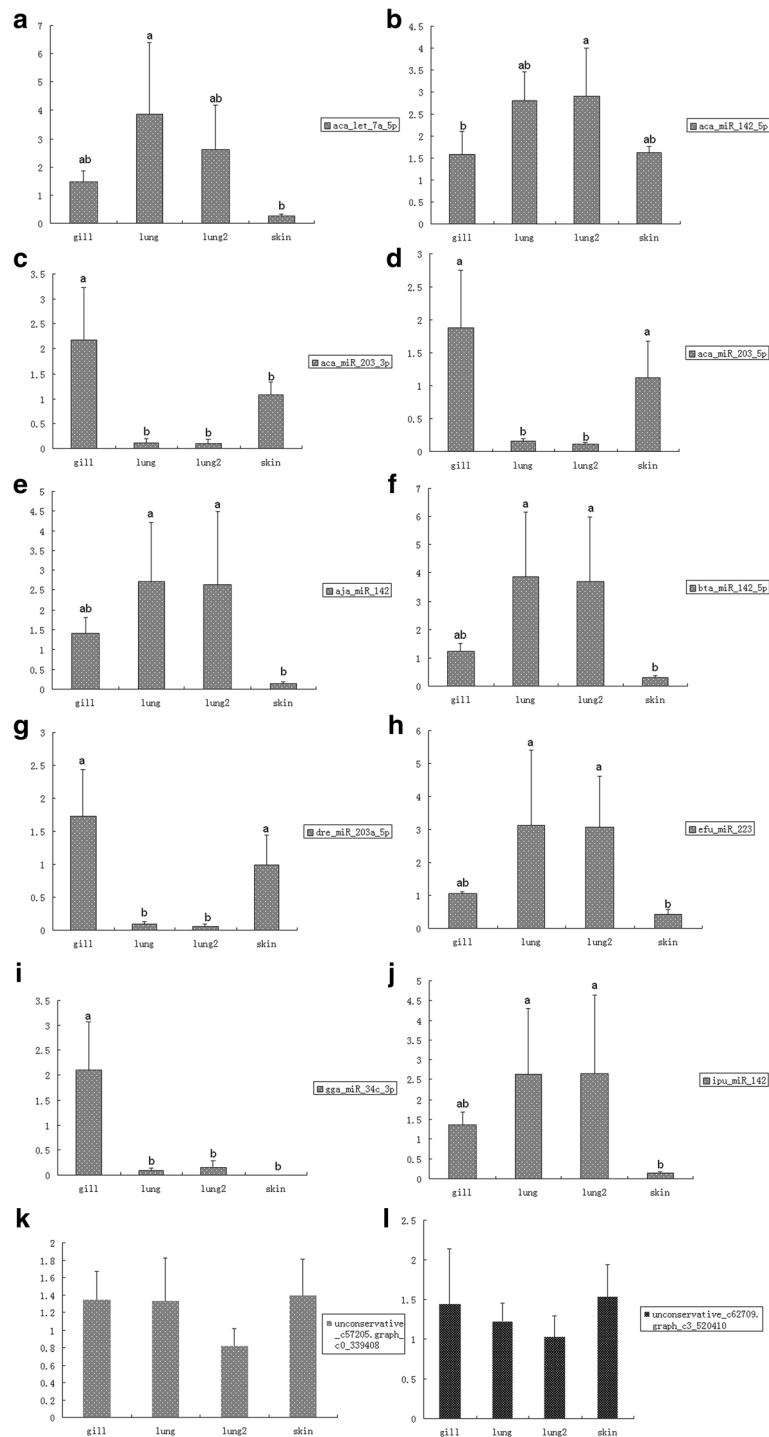 a
7
6
5
4
3
2
1
0
ab
a
ab
b
gill lung lung2 skin
aca_let_7a_5p
b
4.5
4
3.5
3
2.5
2
1.5
1
0.5
0
b
ab
a
ab
gill lung lung2 skin
aca_miR_142_5p
c
3.5
3
2.5
2
1.5
1
0.5
0
a
b
b
b
gill lung lung2 skin
aca_miR_203_3p
d
3
2.5
2
1.5
1
0.5
0
a
b
b
a
gill lung lung2 skin
aca_miR_203_5p
e
5
4.5
4
3.5
3
2.5
2
1.5
1
0.5
0
ab
a
a
b
gill lung lung2 skin
aja_miR_142
f
7
6
5
4
3
2
1
0
ab
a
a
b
gill lung lung2 skin
bta_miR_142_5p
g
3
2.5
2
1.5
1
0.5
0
a
b
b
a
gill lung lung2 skin
dre_miR_203a_5p
h
6
5
4
3
2
1
0
ab
a
a
b
gill lung lung2 skin
efu_miR_223
i
3.5
3
2.5
2
1.5
1
0.5
0
a
b
b
b
gill lung lung2 skin
gga_miR_34c_3p
j
5
4.5
4
3.5
3
2.5
2
1.5
1
0.5
0
ab
a
a
b
gill lung lung2 skin
ipu_miR_142
k
2
1.8
1.6
1.4
1.2
1
0.8
0.6
0.4
0.2
0
gill lung lung2 skin
unconservative
_c57205.graph_
c0_339408
l
2.5
2
1.5
1
0.5
0
gill lung lung2 skin
unconservative_c62709.
graph_c3_520410